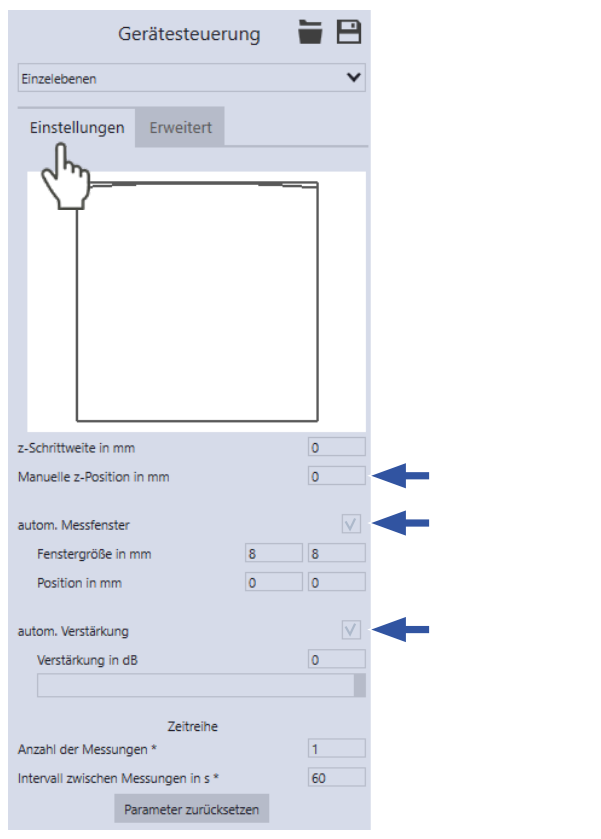 Gerätesteuerung
Einzelebenen
Einstellungen Erweitert
z-Schrittweite in mm 0
Manuelle z-Position in mm 0
autom. Messfenster
Fenstergröße in mm 8 8
Position in mm 0 0
autom. Verstärkung
Verstärkung in dB 0
Zeitreihe
Anzahl der Messungen * 1
Intervall zwischen Messungen in s * 60
Parameter zurücksetzen